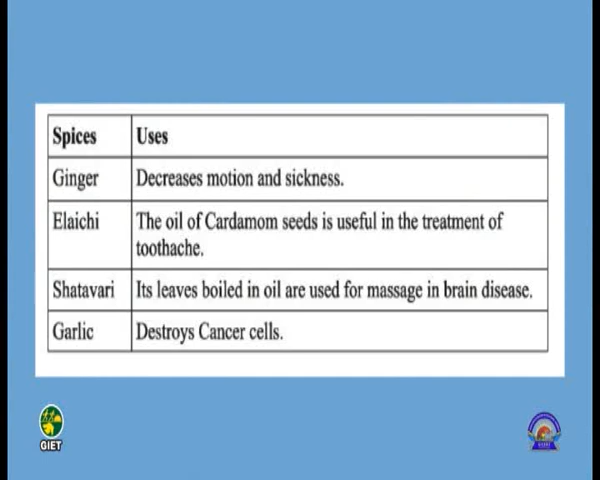 Spices Uses
Ginger Decreases motion and sickness.
Elaichi The oil of Cardamom seeds is useful in the treatment of
toothache.
Shatavari Its leaves boiled in oil are used for massage in brain disease.
Garlic Destroys Cancer cells.
GIET